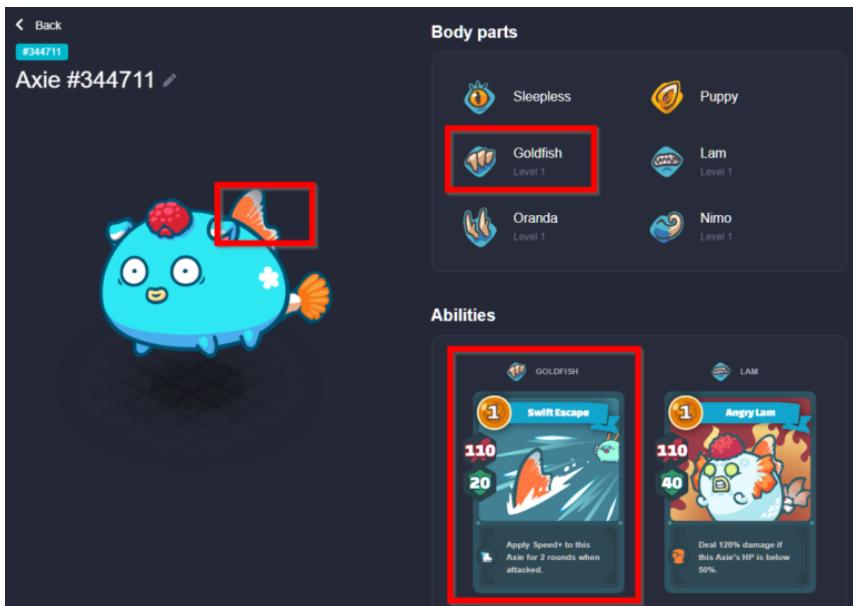 Back
#344711
Axie #344711
Body parts
Sleepless
Puppy
Goldfish
Level 1
Lam
Level 1
Oranda
Level 1
Nimo
Level 1
Abilities
GOLDFISH
1
Swift Escape
110
20
Apply Speed+ to this
Axie for 2 rounds when
attacked.
LAM
1
Angry Lam
110
40
Deal 120% damage if
this Axie's HP is below
50%.